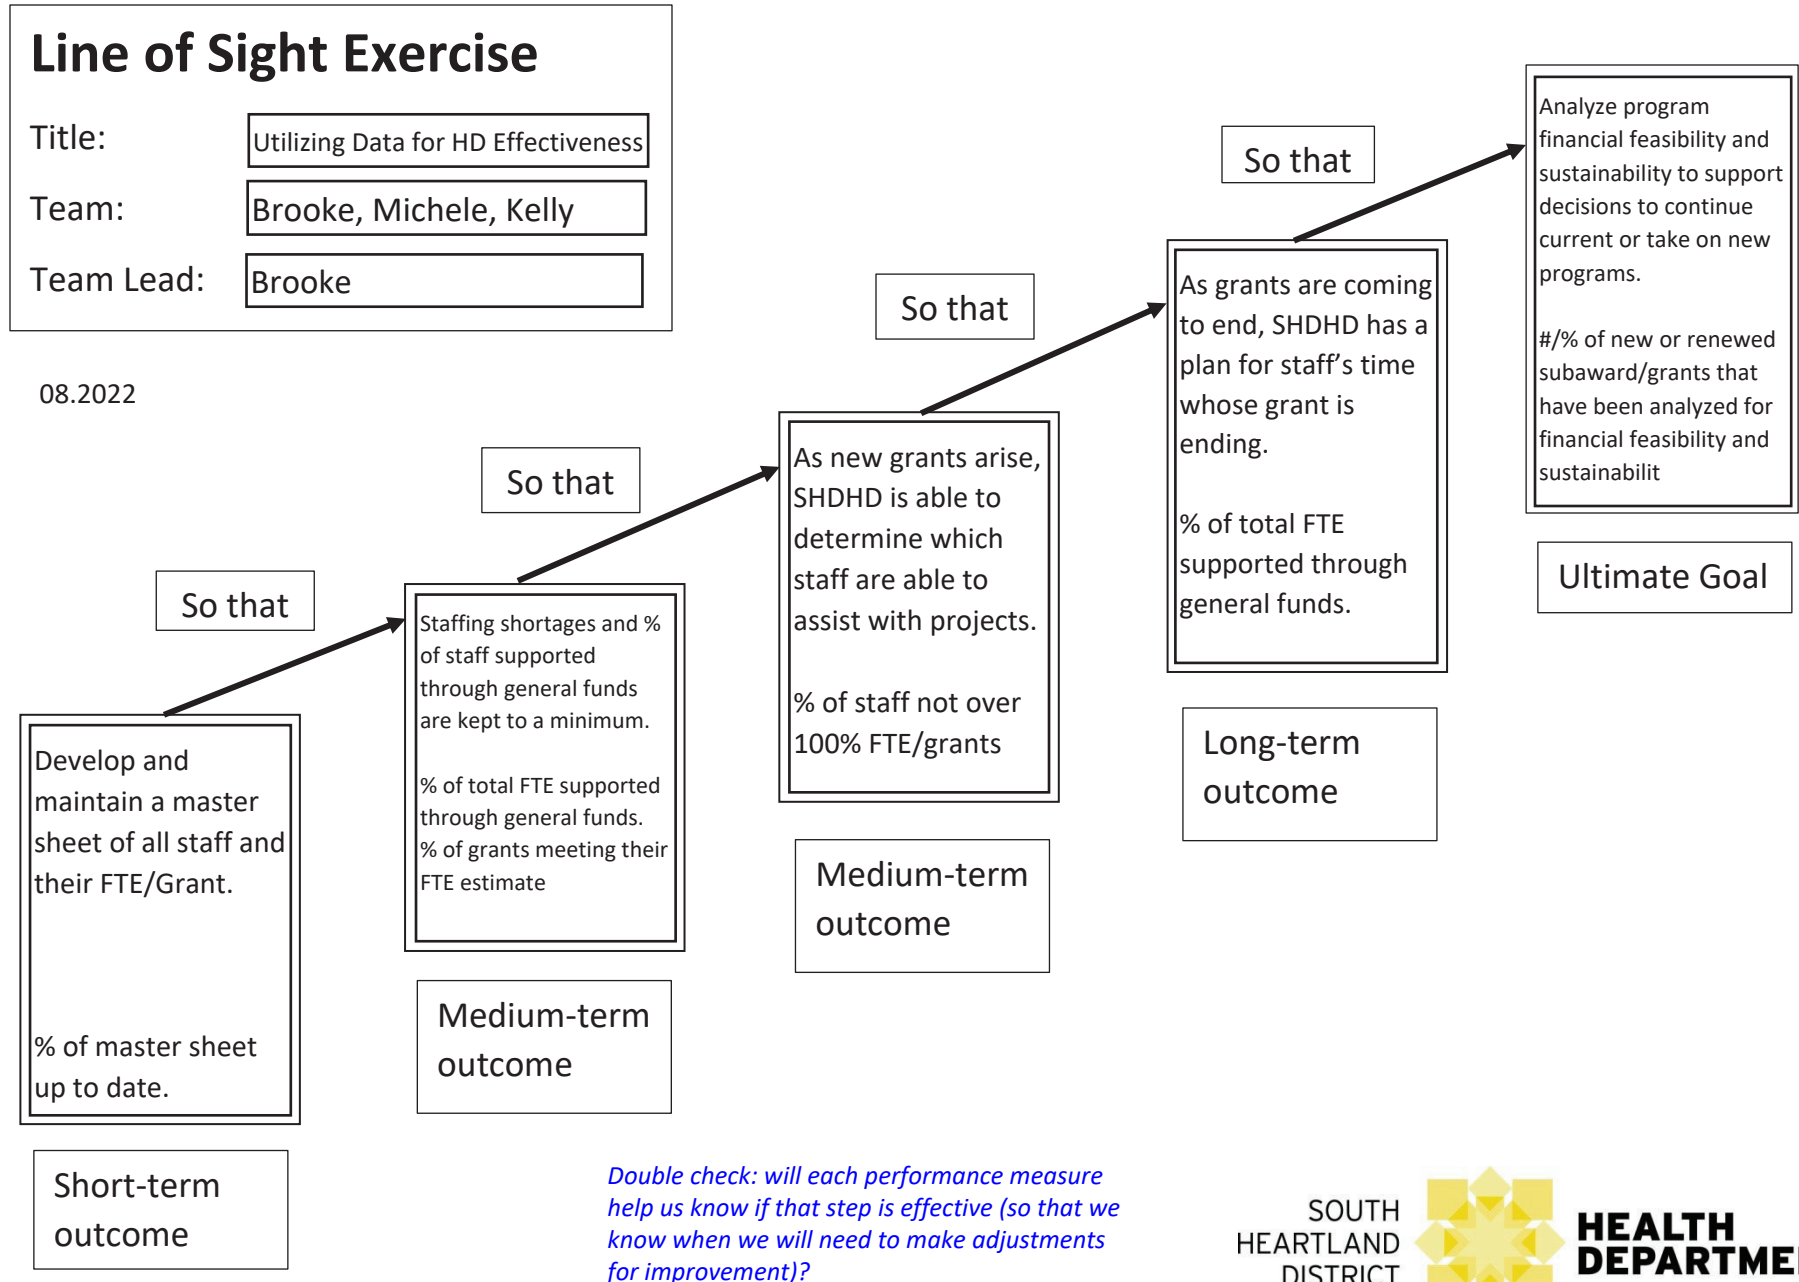 Line of Sight Exercise
Title:
Utilizing Data for HD Effectiveness
Team:
Brooke, Michele, Kelly
Team Lead:
Brooke
08.2022
Develop and
maintain a master
sheet of all staff and
their FTE/Grant.
% of master sheet
up to date.
Short-term
outcome
So that
Staffing shortages and %
of staff supported
through general funds
are kept to a minimum.
% of total FTE supported
through general funds.
% of grants meeting their
FTE estimate
Medium-term
outcome
So that
As new grants arise,
SHDHD is able to
determine which
staff are able to
assist with projects.
% of staff not over
100% FTE/grants
Medium-term
outcome
So that
As grants are coming
to end, SHDHD has a
plan for staff’s time
whose grant is
ending.
% of total FTE
supported through
general funds.
Long-term
outcome
So that
Analyze program
financial feasibility and
sustainability to support
decisions to continue
current or take on new
programs.
#/% of new or renewed
subaward/grants that
have been analyzed for
financial feasibility and
sustainabilit
Ultimate Goal
Double check: will each performance measure
help us know if that step is effective (so that we
know when we will need to make adjustments
for improvement)?
SOUTH
HEARTLAND
DISTRICT
HEALTH
DEPARTME